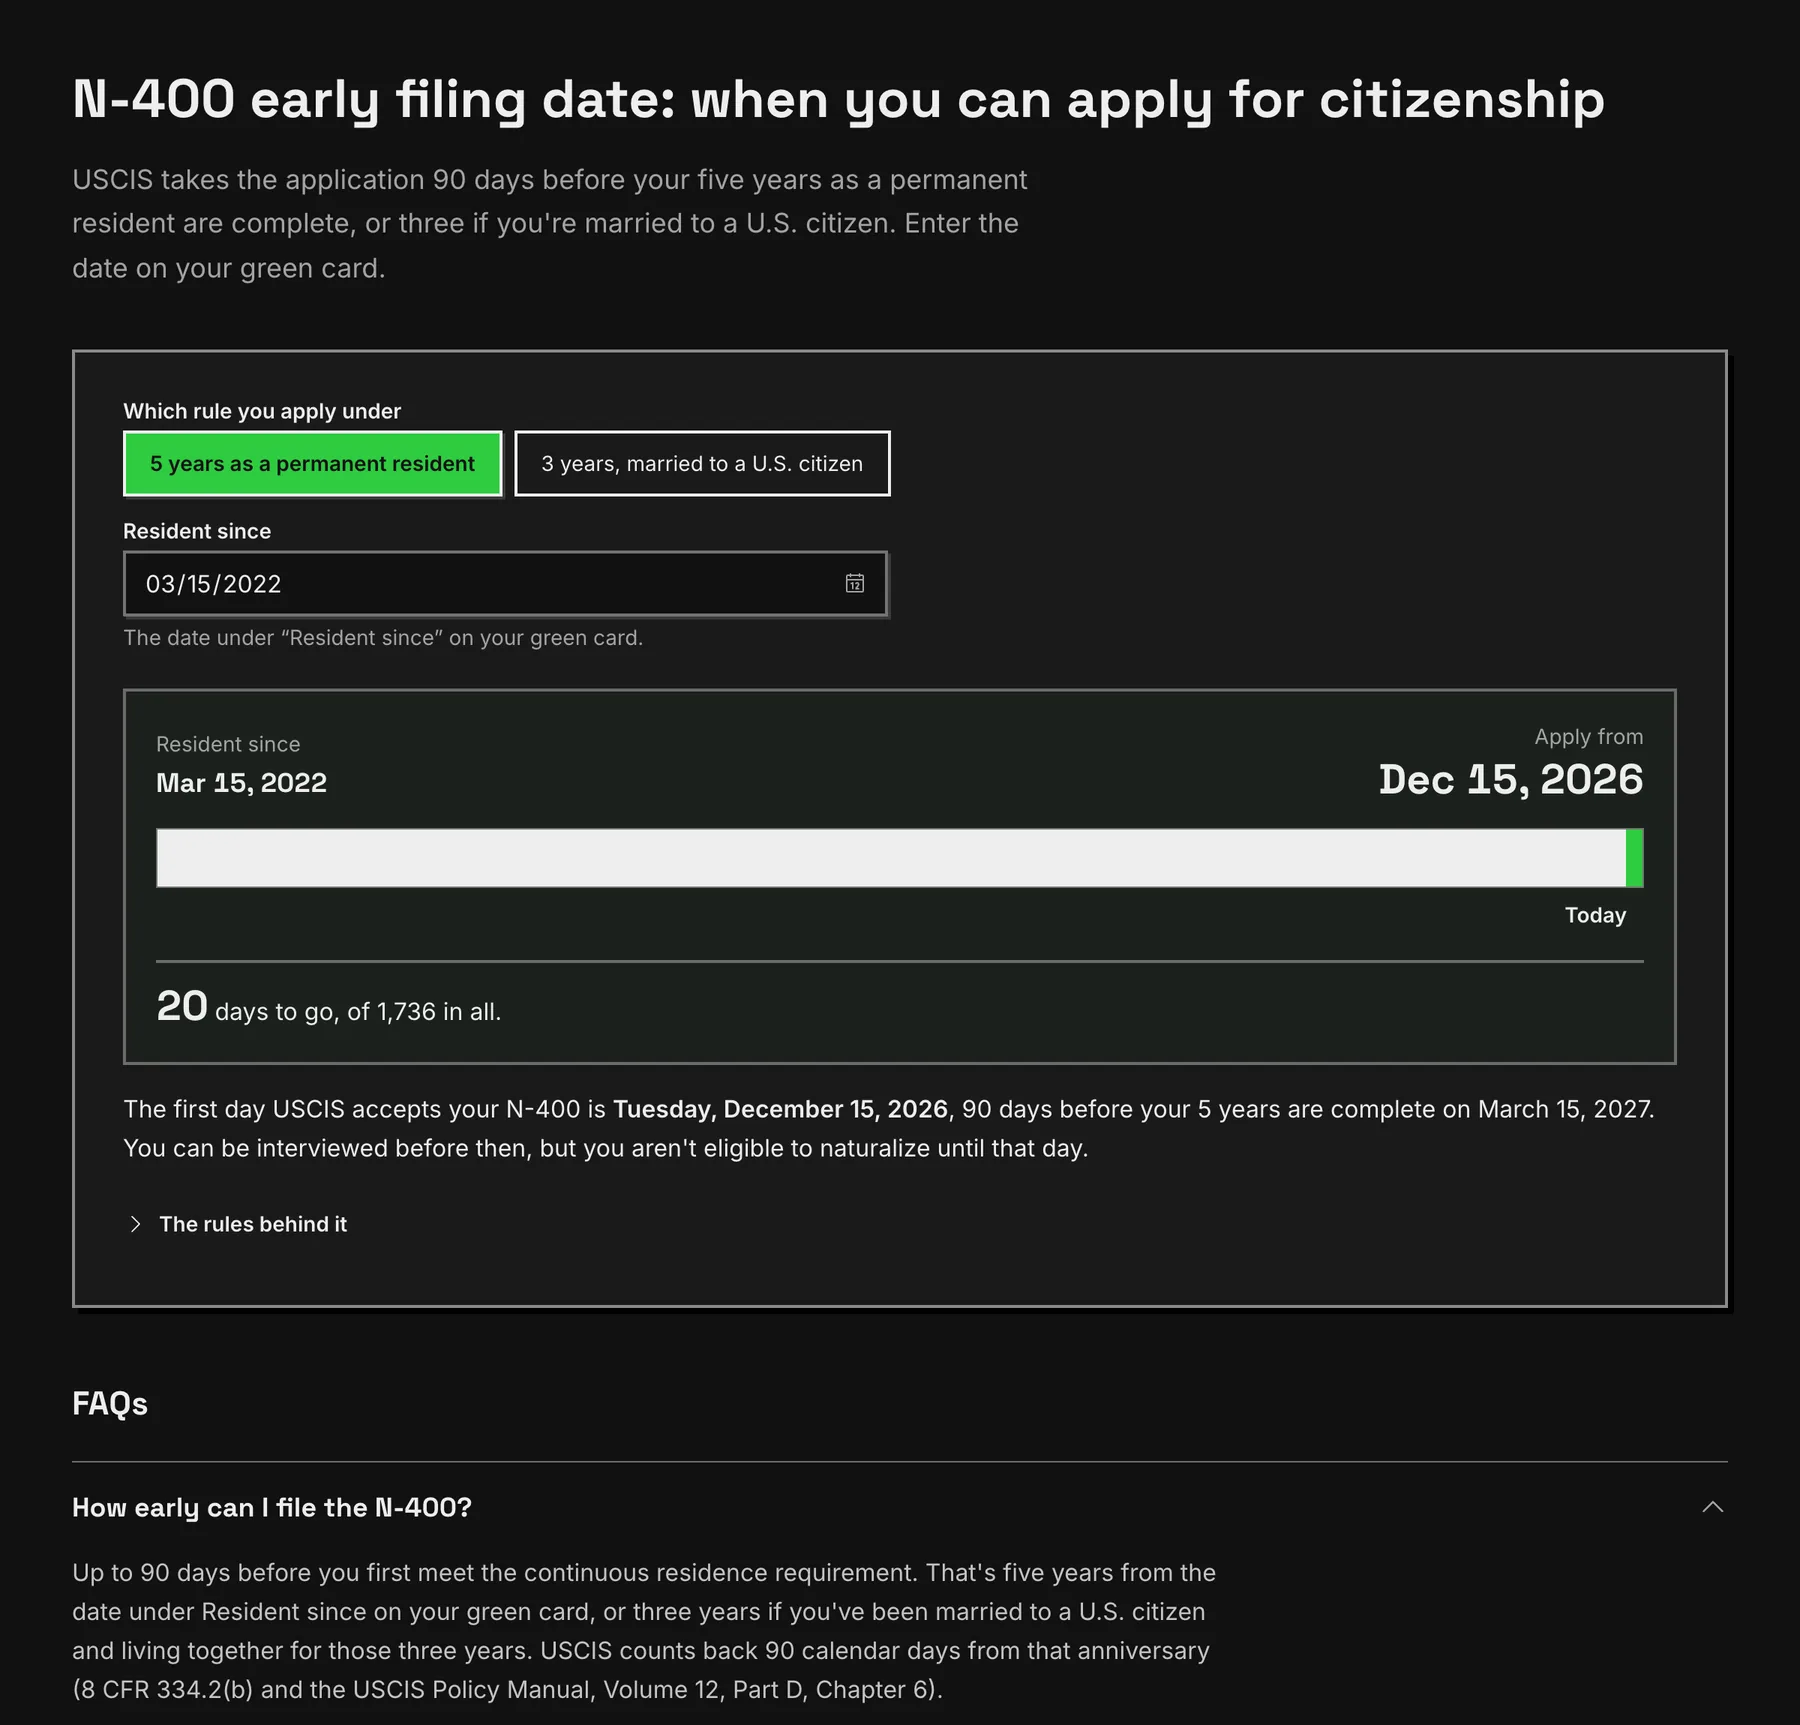 N-400 early filing date: when you can apply for citizenship
USCIS takes the application 90 days before your five years as a permanent
resident are complete, or three if you're married to a U.S. citizen. Enter the
date on your green card.
Which rule you apply under
5 years as a permanent resident
3 years, married to a U.S. citizen
Resident since
03/15/2022
12
The date under “Resident since” on your green card.
Resident since
Mar 15, 2022
Apply from
Dec 15, 2026
Today
20 days to go, of 1,736 in all.
The first day USCIS accepts your N-400 is Tuesday, December 15, 2026, 90 days before your 5 years are complete on March 15, 2027.
You can be interviewed before then, but you aren't eligible to naturalize until that day.
The rules behind it
FAQs
How early can I file the N-400?
Up to 90 days before you first meet the continuous residence requirement. That's five years from the
date under Resident since on your green card, or three years if you've been married to a U.S. citizen
and living together for those three years. USCIS counts back 90 calendar days from that anniversary
(8 CFR 334.2(b) and the USCIS Policy Manual, Volume 12, Part D, Chapter 6).